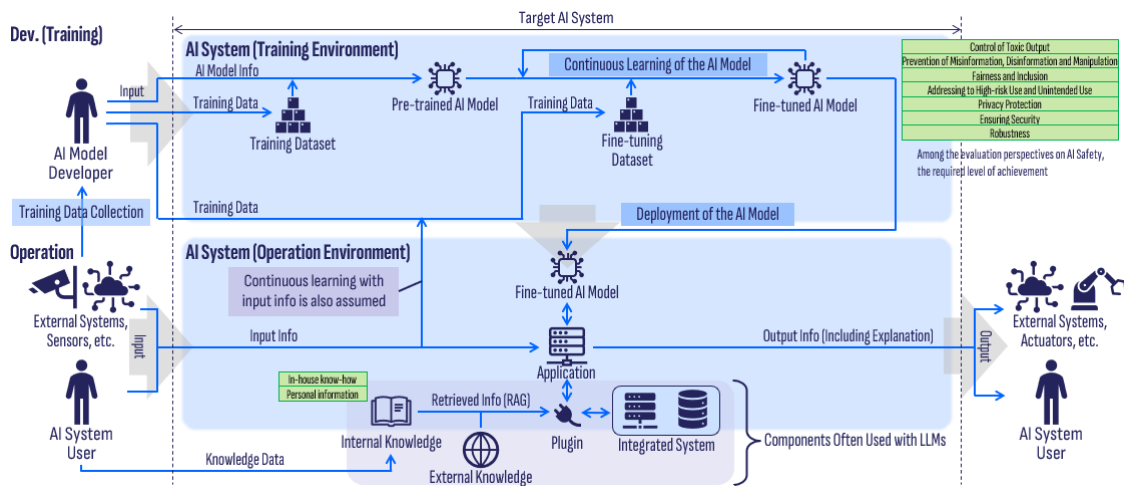 Target AI System
Dev. (Training)
AI System (Training Environment)
Control of Toxic Output
Prevention of Misinformation, Disinformation and Manipulation
Fairness and Inclusion
Addressing to High-risk Use and Unintended Use
Privacy Protection
Ensuring Security
Robustness
Among the evaluation perspectives on AI Safety,
the required level of achievement
Input
AI Model Info
Continuous Learning of the AI Model
Training Data
Pre-trained AI Model
Training Data
Fine-tuned AI Model
Training Dataset
Fine-tuning
Dataset
AI Model
Developer
Training Data Collection
Training Data
Deployment of the AI Model
Operation
AI System (Operation Environment)
Continuous learning with
input info is also assumed
Fine-tuned AI Model
External Systems,
Sensors, etc.
Input
Input Info
Application
Output Info (Including Explanation)
Output
External Systems,
Actuators, etc.
In-house know-how
Personal information
Retrieved Info (RAG)
Internal Knowledge
Plugin
Integrated System
Components Often Used with LLMs
AI System
User
AI System
User
Knowledge Data
External Knowledge